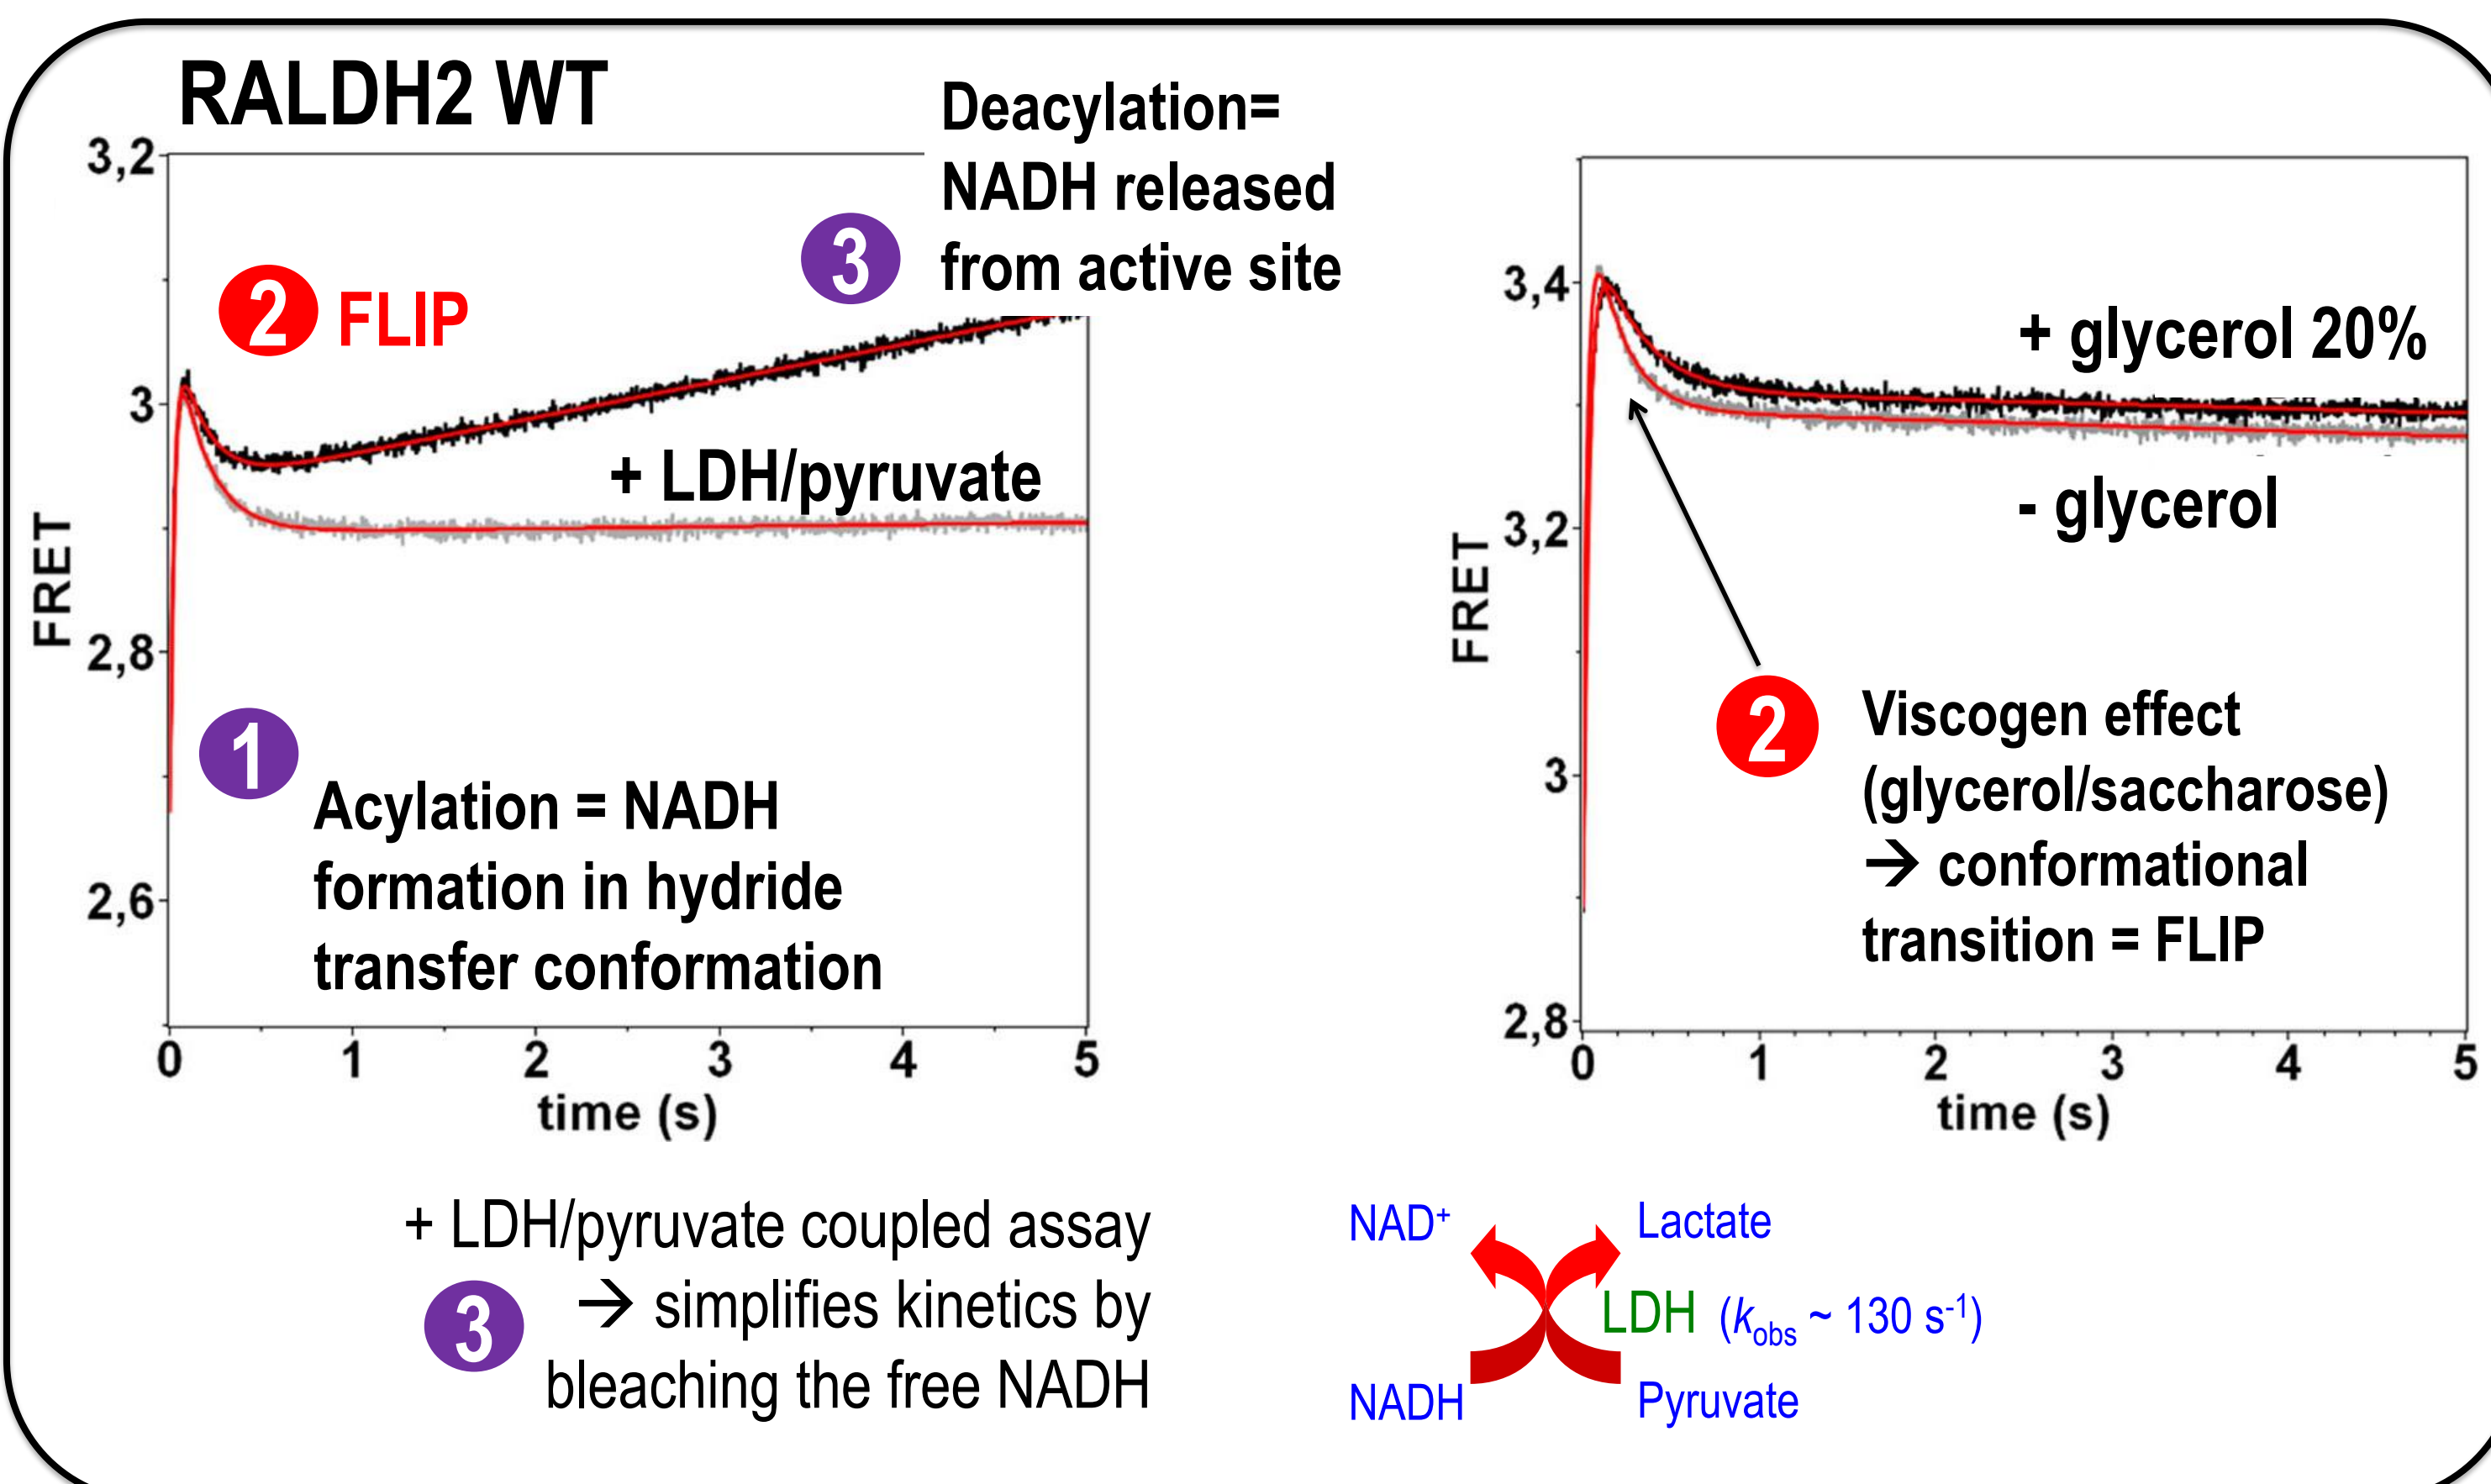 RALDH2 WT
3,2
3
2,8
2,6
FRET
0 1 2 3 4 5
time (s)
2 FLIP
3
Deacylation=
NADH released
from active site
+ LDH/pyruvate
1
Acylation = NADH
formation in hydride
transfer conformation
3,4
3,2
3
2,8
FRET
0 1 2 3 4 5
time (s)
+ glycerol 20%
- glycerol
2
Viscogen effect
(glycerol/saccharose)
→ conformational
transition = FLIP
+ LDH/pyruvate coupled assay
3
→ simplifies kinetics by
bleaching the free NADH
NAD⁺ Lactate
LDH (kobs ~ 130 s⁻¹)
NADH Pyruvate